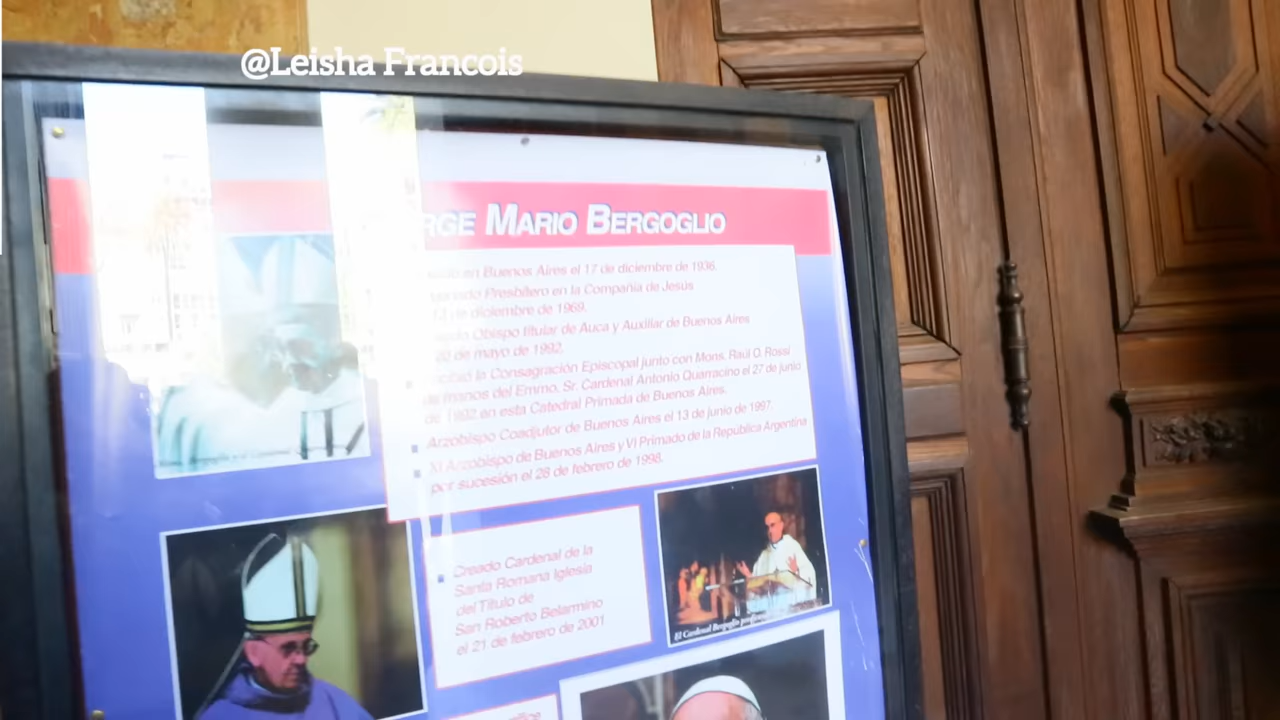 @Leisha Francois
RGE MARIO BERGOGLIO
en Buenos Aires el 17 de diciembre de 1936.
Presbítero en la Compañía de Jesús
de diciembre de 1969.
Obispo titular de Auca y Auxiliar de Buenos Aires
de mayo de 1992.
la Consagración Episcopal junto con Mons. Raúl O. Rossi
manos del Emmo. Sr. Cardenal Antonio Quarracino el 27 de junio
de 1992 en esta Catedral Primada de Buenos Aires.
Arzobispo Coadjutor de Buenos Aires el 13 de junio de 1997.
XI Arzobispo de Buenos Aires y VI Primado de la República Argentina
por sucesión el 28 de febrero de 1998.
Creado Cardenal de la
Santa Romana Iglesia
del Título de
San Roberto Belarmino
el 21 de febrero de 2001
El Cardenal Bergoglio